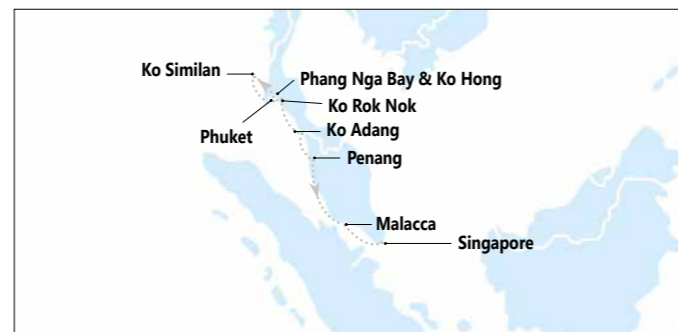 Ko Similan
Phang Nga Bay & Ko Hong
Ko Rok Nok
Phuket
Ko Adang
Penang
Malacca
Singapore